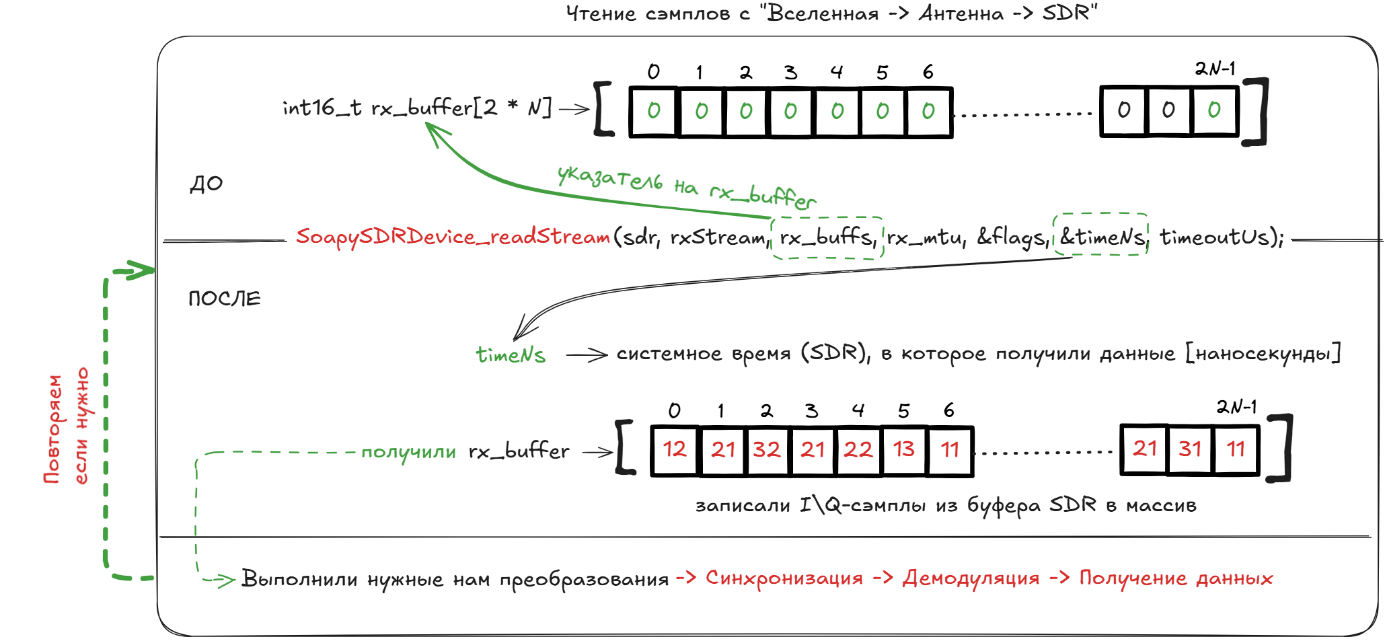 Чтение сэмплов с "Вселенная -> Антенна -> SDR"
0 1 2 3 4 5 6 2N-1
int16_t rx_buffer[2 * N] [ 0 0 0 0 0 0 0 0 0 0 ]
указатель на rx_buffer
ДО
SoapySDRDevice_readStream(sdr, rxStream, rx_buffs, rx_mtu, &flags, &timeNs, timeoutUs);
ПОСЛЕ
timeNs системное время (SDR), в которое получили данные [наносекунды]
Повторяем
если нужно
0 1 2 3 4 5 6 2N-1
получили rx_buffer [ 12 21 32 21 22 13 11 21 31 11 ]
записали I\Q-сэмплы из буфера SDR в массив
Выполнили нужные нам преобразования -> Синхронизация -> Демодуляция -> Получение данных